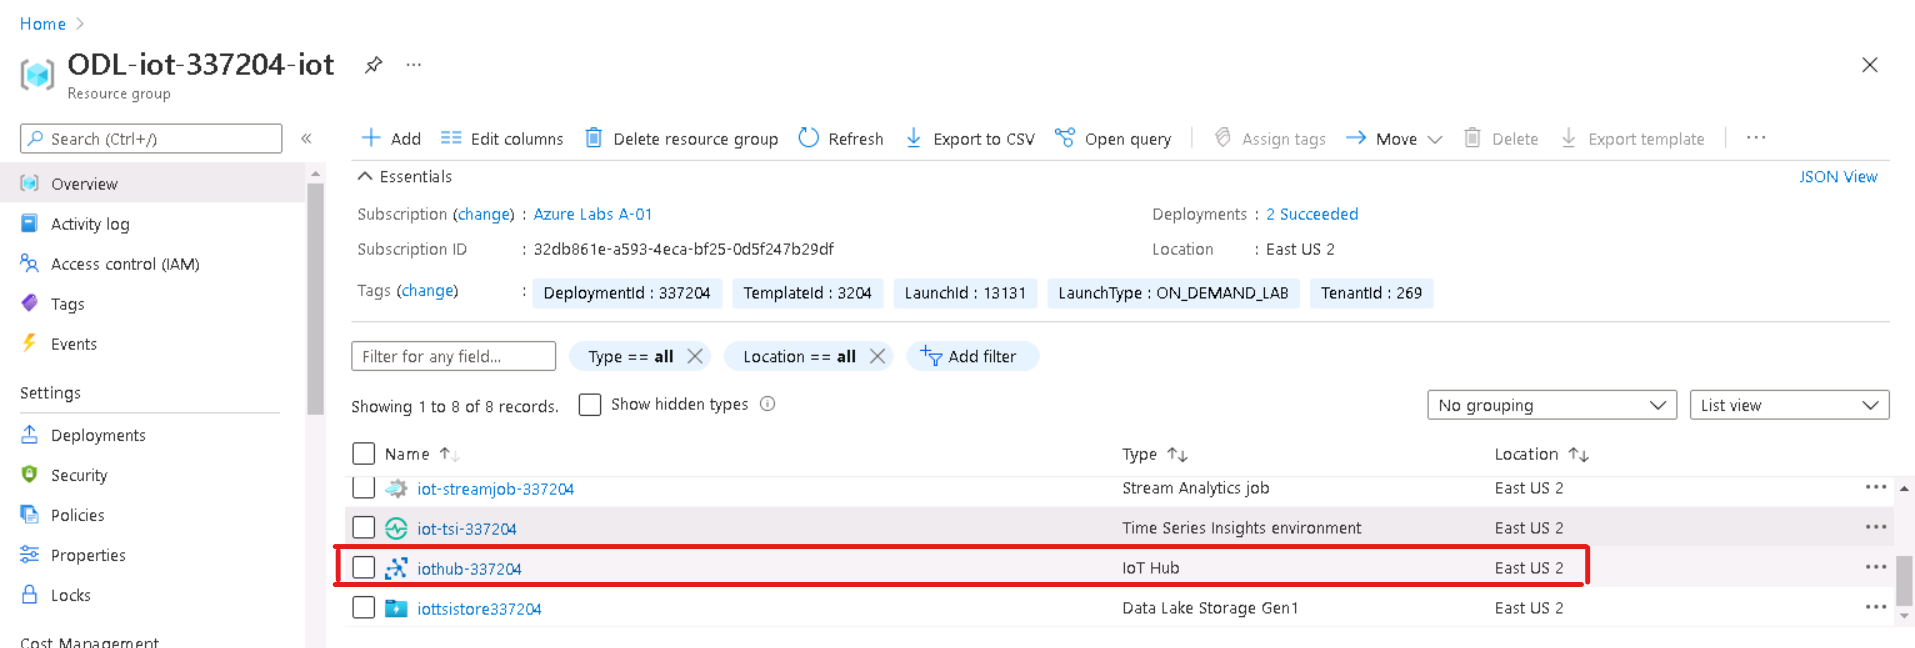 Home >
ODL-iot-337204-iot ...
Resource group
Search (Ctrl+/) «
Overview
Activity log
Access control (IAM)
Tags
Events
Settings
Deployments
Security
Policies
Properties
Locks
Cost Management
+ Add Edit columns Delete resource group Refresh Export to CSV Open query Assign tags Move Delete Export template ...
Essentials JSON View
Subscription (change) : Azure Labs A-01 Deployments : 2 Succeeded
Subscription ID : 32db861e-a593-4eca-bf25-0d5f247b29df Location : East US 2
Tags (change) : DeploymentId : 337204 TemplateId : 3204 LaunchId : 13131 LaunchType : ON_DEMAND_LAB TenantId : 269
Filter for any field... Type == all Location == all Add filter
Showing 1 to 8 of 8 records. Show hidden types No grouping List view
Name ↑↓ Type ↑↓ Location ↑↓
iot-streamjob-337204 Stream Analytics job East US 2 ...
iot-tsi-337204 Time Series Insights environment East US 2 ...
iothub-337204 IoT Hub East US 2 ...
iottsistore337204 Data Lake Storage Gen1 East US 2 ...